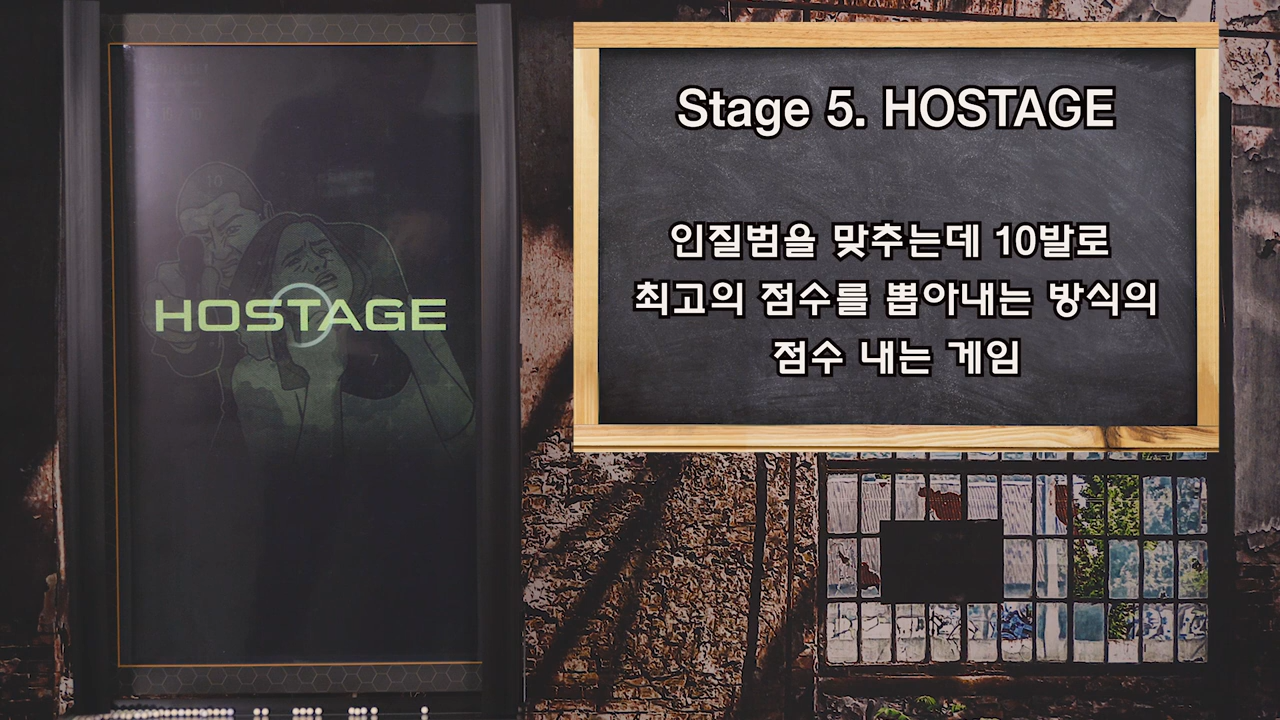 HOSTAGE
Stage 5. HOSTAGE
인질범을 맞추는데 10발로
최고의 점수를 뽑아내는 방식의
점수 내는 게임